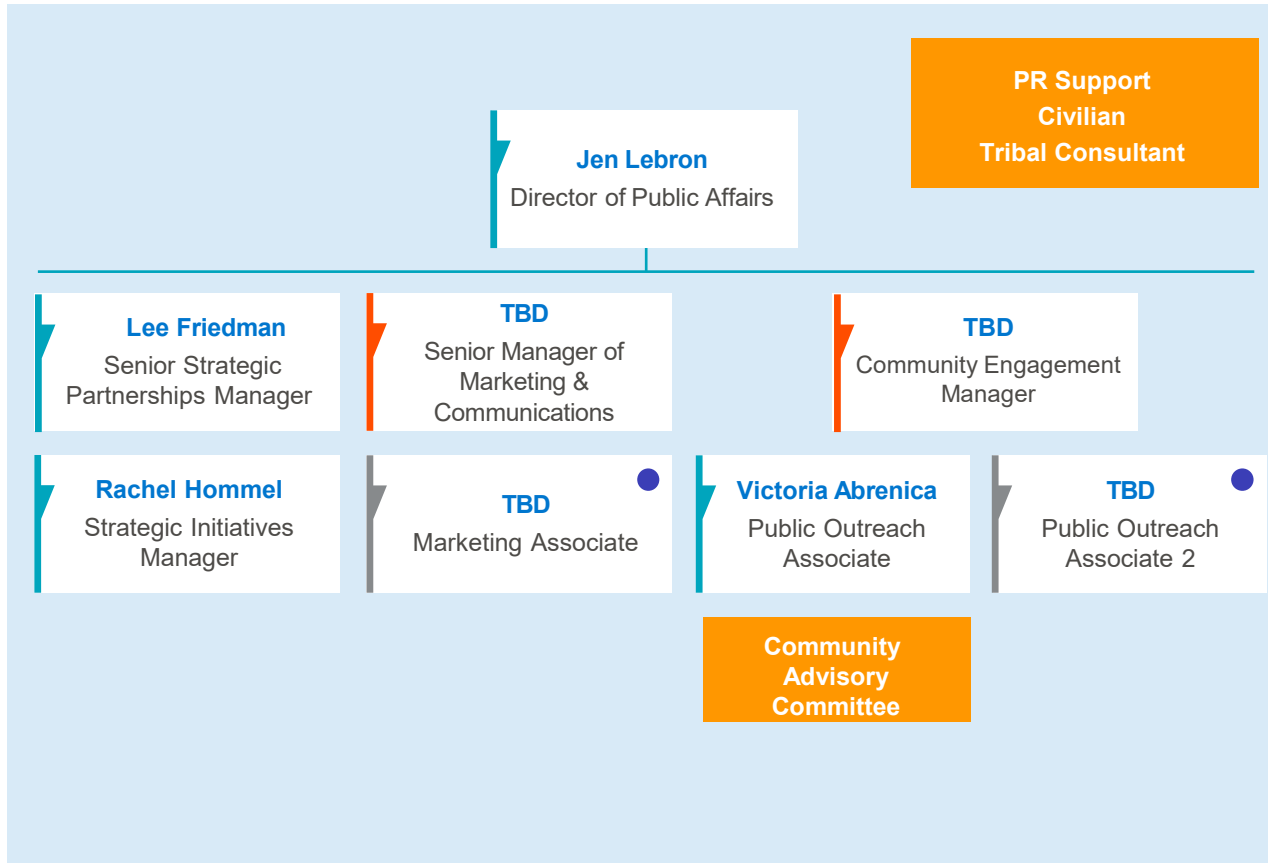 PR Support
Civilian
Tribal Consultant
Jen Lebron
Director of Public Affairs
Lee Friedman
Senior Strategic
Partnerships Manager
TBD
Senior Manager of
Marketing &
Communications
TBD
Community Engagement
Manager
Rachel Hommel
Strategic Initiatives
Manager
TBD
Marketing Associate
Victoria Abrenica
Public Outreach
Associate
TBD
Public Outreach
Associate 2
Community
Advisory
Committee